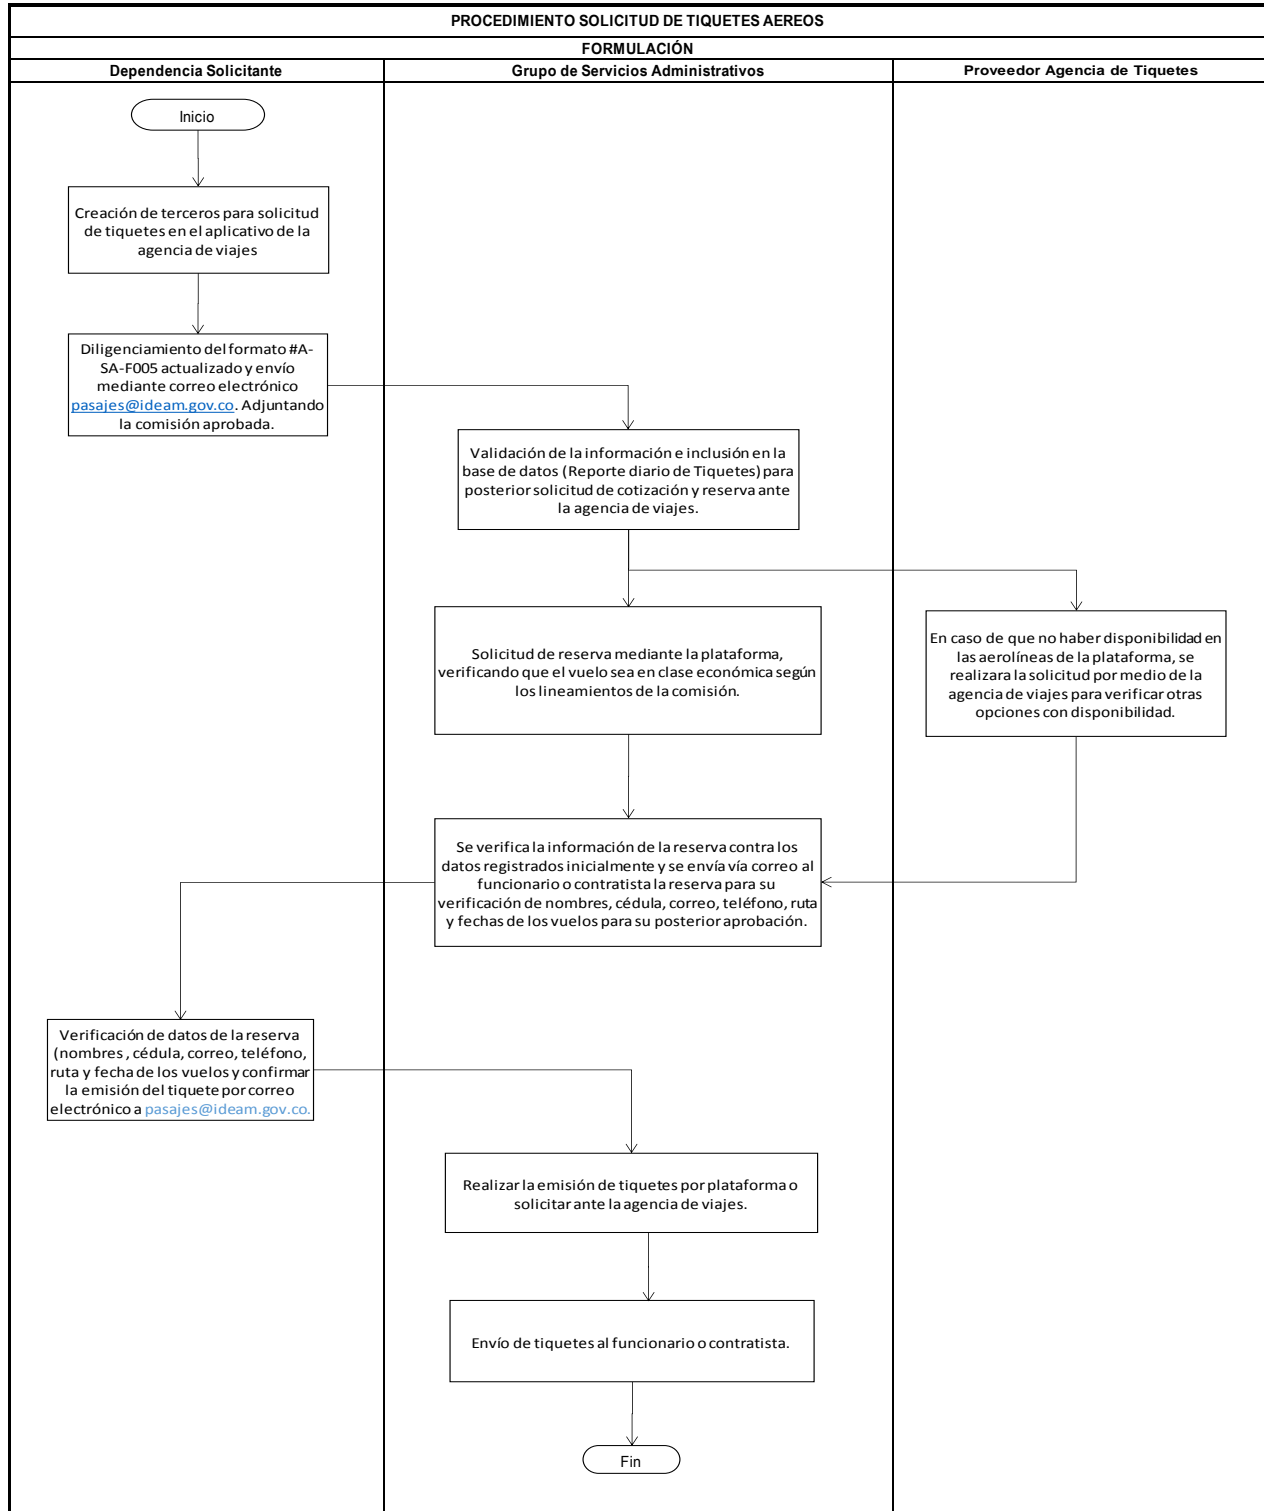 PROCEDIMIENTO SOLICITUD DE TIQUETES AEREOS
FORMULACIÓN
Dependencia Solicitante
Grupo de Servicios Administrativos
Proveedor Agencia de Tiquetes
Inicio
Creación de terceros para solicitud
de tiquetes en el aplicativo de la
agencia de viajes
Diligenciamiento del formato #A-
SA-F005 actualizado y envío
mediante correo electrónico
pasajes@ideam.gov.co. Adjuntando
la comisión aprobada.
Validación de la información e inclusión en la
base de datos (Reporte diario de Tiquetes) para
posterior solicitud de cotización y reserva ante
la agencia de viajes.
Solicitud de reserva mediante la plataforma,
verificando que el vuelo sea en clase económica según
los lineamientos de la comisión.
En caso de que no haber disponibilidad en
las aerolíneas de la plataforma, se
realizara la solicitud por medio de la
agencia de viajes para verificar otras
opciones con disponibilidad.
Se verifica la información de la reserva contra los
datos registrados inicialmente y se envía vía correo al
funcionario o contratista la reserva para su
verificación de nombres, cédula, correo, teléfono, ruta
y fechas de los vuelos para su posterior aprobación.
Verificación de datos de la reserva
(nombres , cédula, correo, teléfono,
ruta y fecha de los vuelos y confirmar
la emisión del tiquete por correo
electrónico a pasajes@ideam.gov.co.
Realizar la emisión de tiquetes por plataforma o
solicitar ante la agencia de viajes.
Envío de tiquetes al funcionario o contratista.
Fin